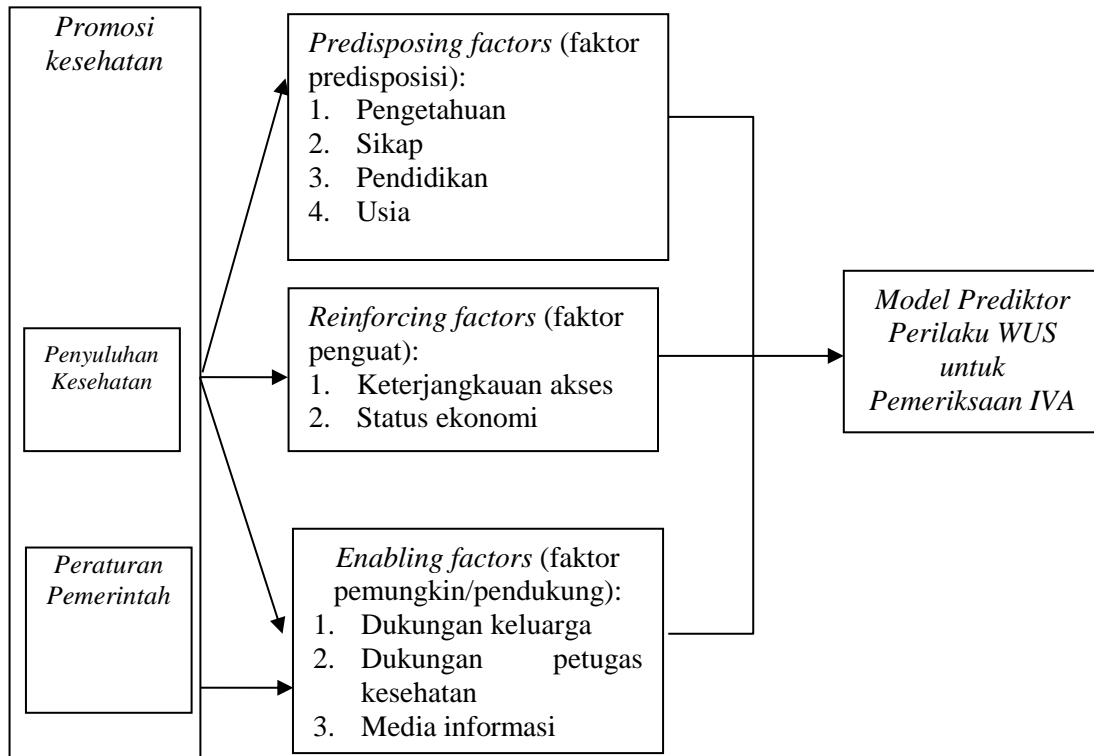 Promosi
kesehatan
Penyuluhan
Kesehatan
Peraturan
Pemerintah
Predisposing factors (faktor
predisposisi):
1. Pengetahuan
2. Sikap
3. Pendidikan
4. Usia
Reinforcing factors (faktor
penguat):
1. Keterjangkauan akses
2. Status ekonomi
Enabling factors (faktor
pemungkin/pendukung):
1. Dukungan keluarga
2. Dukungan petugas
kesehatan
3. Media informasi
Model Prediktor
Perilaku WUS
untuk
Pemeriksaan IVA